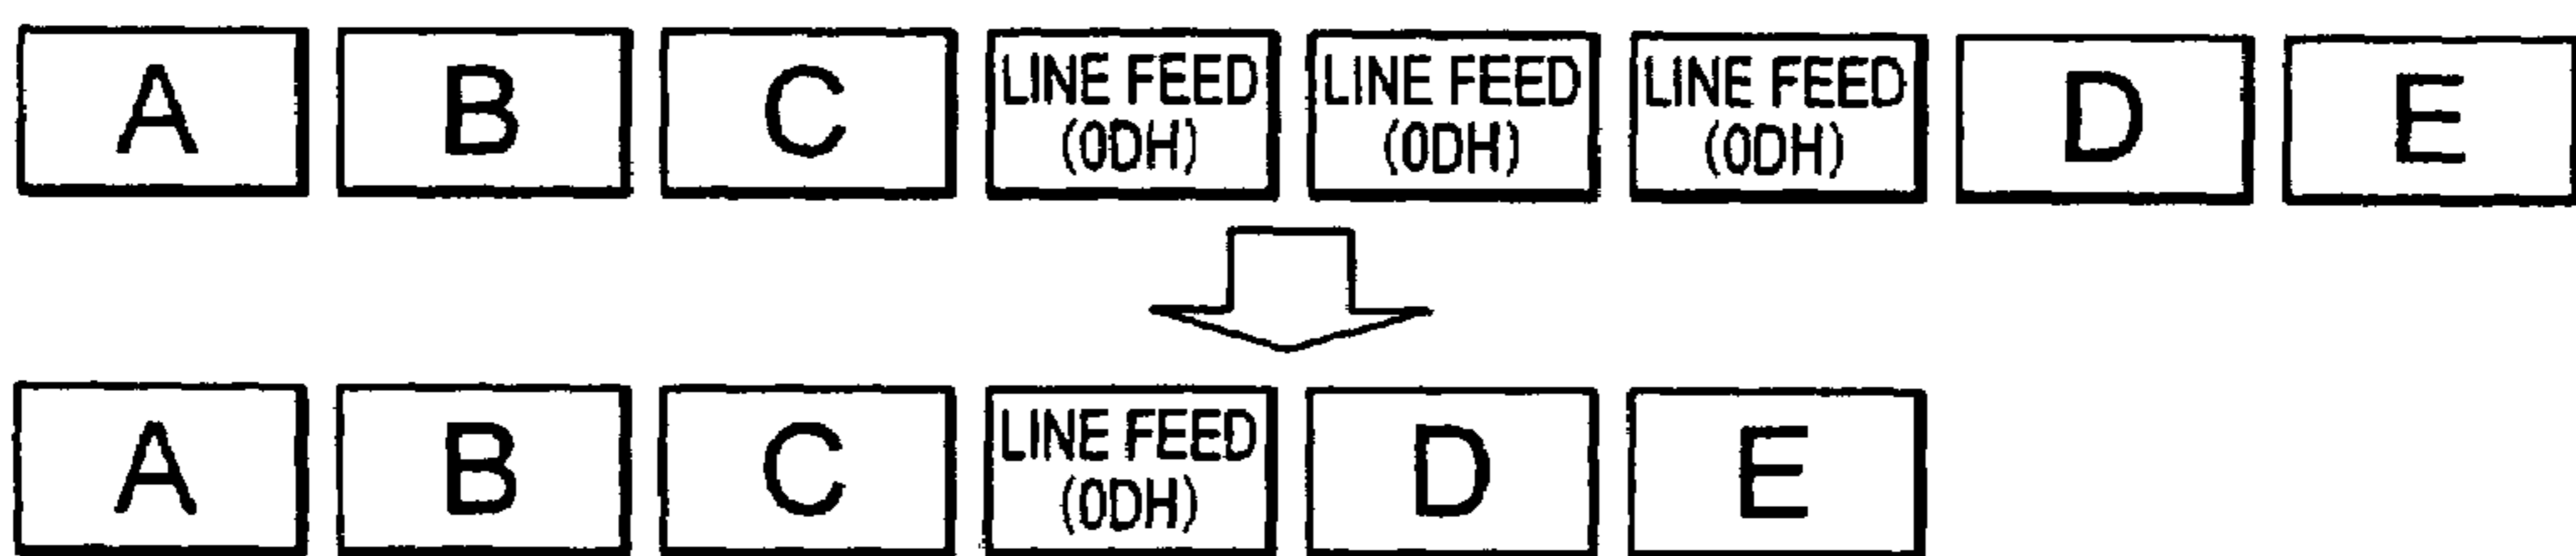 A B C LINE FEED (0DH) LINE FEED (0DH) LINE FEED (0DH) D E
A B C LINE FEED (0DH) D E